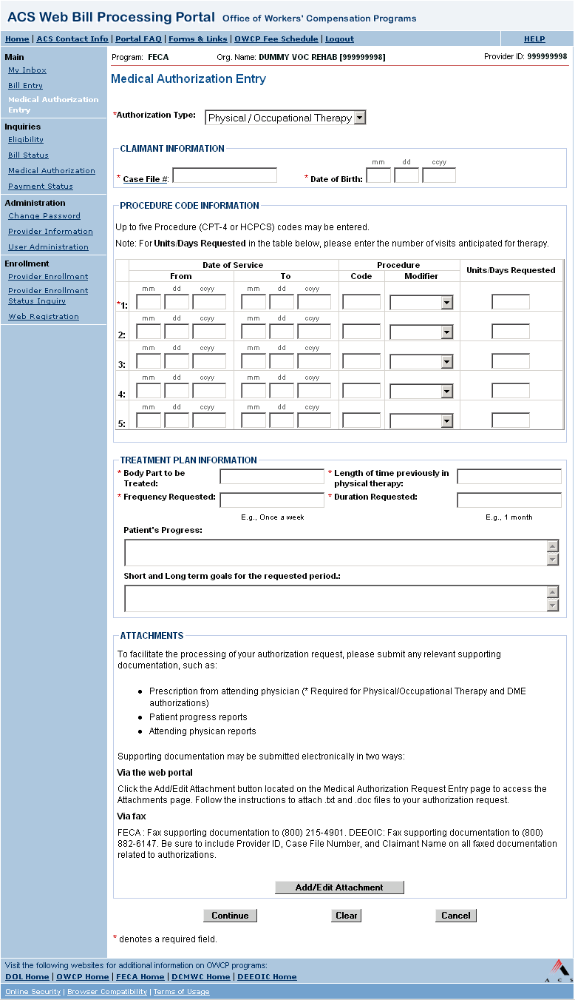 ACS Web Bill Processing Portal Office of Workers' Compensation Programs
Home | ACS Contact Info | Portal FAQ | Forms & Links | OWCP Fee Schedule | Logout HELP
Main
My Inbox
Bill Entry
Medical Authorization
Entry
Inquiries
Eligibility
Bill Status
Medical Authorization
Payment Status
Administration
Change Password
Provider Information
User Administration
Enrollment
Provider Enrollment
Provider Enrollment
Status Inquiry
Web Registration
Program: FECA Org. Name: DUMMY VOC REHAB [999999998] Provider ID: 999999998
Medical Authorization Entry
*Authorization Type: Physical / Occupational Therapy
CLAIMANT INFORMATION
mm dd ccyy
* Case File #: * Date of Birth:
PROCEDURE CODE INFORMATION
Up to five Procedure (CPT-4 or HCPCS) codes may be entered.
Note: For Units/Days Requested in the table below, please enter the number of visits anticipated for therapy.
Date of Service Procedure Units/Days Requested
From To Code Modifier
mm dd ccyy mm dd ccyy
*1:
mm dd ccyy mm dd ccyy
2:
mm dd ccyy mm dd ccyy
3:
mm dd ccyy mm dd ccyy
4:
mm dd ccyy mm dd ccyy
5:
TREATMENT PLAN INFORMATION
* Body Part to be Treated: * Length of time previously in physical therapy:
* Frequency Requested: * Duration Requested:
E.g., Once a week E.g., 1 month
Patient's Progress:
Short and Long term goals for the requested period.:
ATTACHMENTS
To facilitate the processing of your authorization request, please submit any relevant supporting
documentation, such as:
● Prescription from attending physician (* Required for Physical/Occupational Therapy and DME
authorizations)
● Patient progress reports
● Attending physican reports
Supporting documentation may be submitted electronically in two ways:
Via the web portal
Click the Add/Edit Attachment button located on the Medical Authorization Request Entry page to access the
Attachments page. Follow the instructions to attach .txt and .doc files to your authorization request.
Via fax
FECA : Fax supporting documentation to (800) 215-4901. DEEOIC: Fax supporting documentation to (800)
882-6147. Be sure to include Provider ID, Case File Number, and Claimant Name on all faxed documentation
related to authorizations.
Add/Edit Attachment
Continue Clear Cancel
* denotes a required field.
Visit the following websites for additional information on OWCP programs:
DOL Home | OWCP Home | FECA Home | DCMWC Home | DEEOIC Home
A C S
Online Security | Browser Compatibility | Terms of Usage